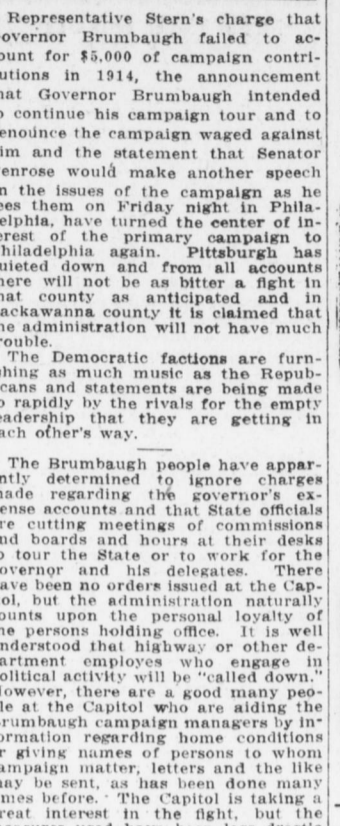 Representative Stern's charge that
overnor Brumbaugh failed to ac-
ount for $5,000 of campaign contri-
utions in 1914, the announcement
hat Governor Brumbaugh intended
o continue his campaign tour and to
enounce the campaign waged against
im and the statement that Senator
enrose would make another speech
n the issues of the campaign as he
ees them on Friday night in Phila-
elphia, have turned the center of in-
erest of the primary campaign to
hiladelphia again. Pittsburgh has
uieted down and from all accounts
here will not be as bitter a fight in
hat county as anticipated and in
ackawanna county it is claimed that
he administration will not have much
rouble.
The Democratic factions are furn-
shing as much music as the Repub-
icans and statements are being made
o rapidly by the rivals for the empty
eadership that they are getting in
ach other's way.
The Brumbaugh people have appar-
ntly determined to ignore charges
made regarding the governor's ex-
ense accounts and that State officials
re cutting meetings of commissions
nd boards and hours at their desks
o tour the State or to work for the
overnor and his delegates. There
ave been no orders issued at the Cap-
tol, but the administration naturally
ounts upon the personal loyalty of
he persons holding office. It is well
nderstood that highway or other de-
artment employes who engage in
olitical activity will be "called down."
However, there are a good many peo-
le at the Capitol who are aiding the
rumbaugh campaign managers by in-
ormation regarding home conditions
r giving names of persons to whom
ampaign matter, letters and the like
may be sent, as has been done many
imes before. The Capitol is taking a
reat interest in the fight, but the